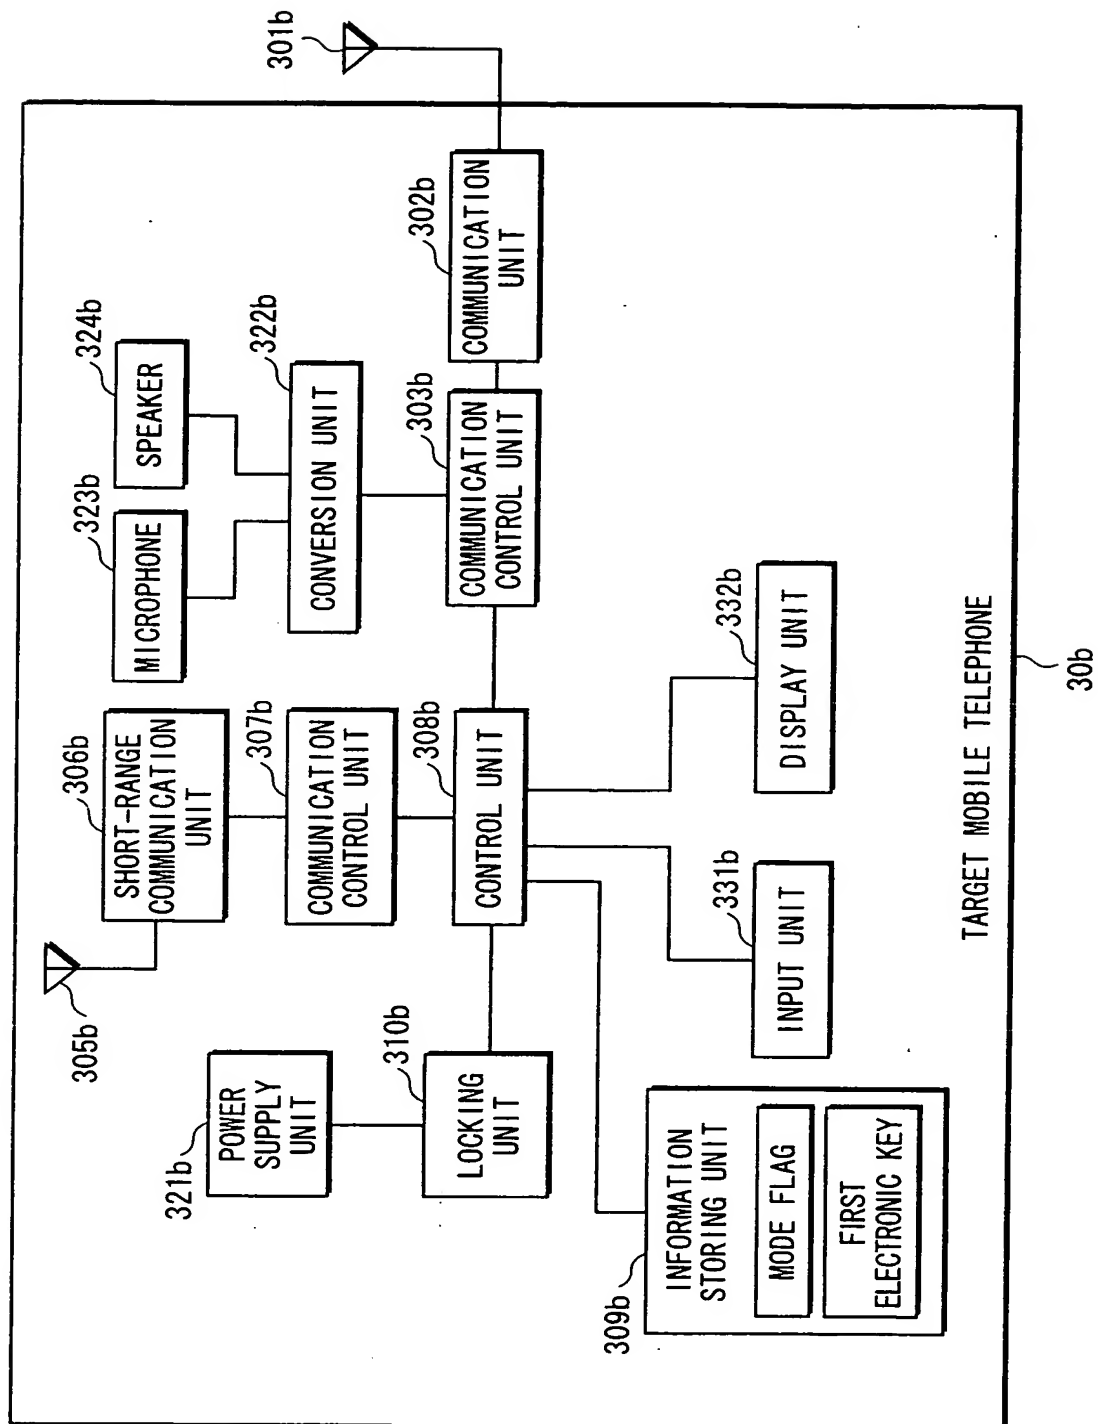 305b
306b
SHORT-RANGE
COMMUNICATION
UNIT
323b
MICROPHONE
324b
SPEAKER
301b
321b
POWER
SUPPLY
UNIT
307b
COMMUNICATION
CONTROL UNIT
322b
CONVERSION UNIT
310b
LOCKING
UNIT
308b
CONTROL UNIT
303b
COMMUNICATION
CONTROL UNIT
302b
COMMUNICATION
UNIT
309b
INFORMATION
STORING UNIT
MODE FLAG
FIRST
ELECTRONIC KEY
331b
INPUT UNIT
332b
DISPLAY UNIT
TARGET MOBILE TELEPHONE
30b